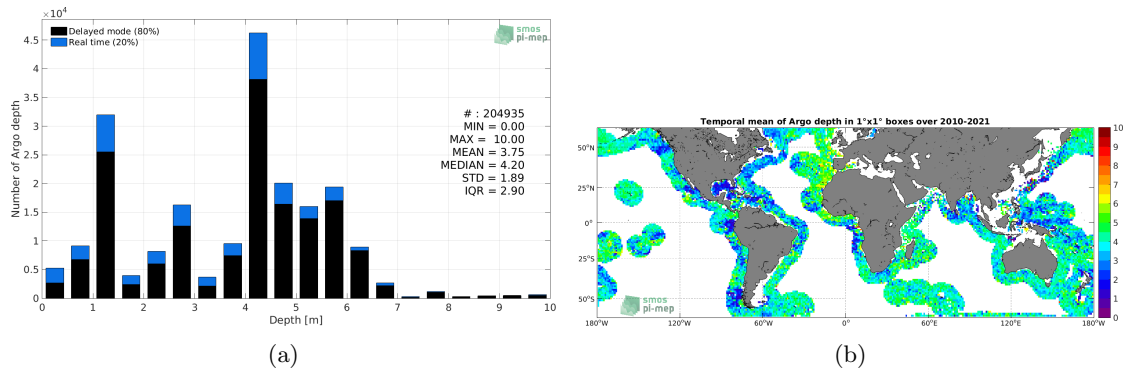 ×10⁴
Delayed mode (80%)
Real time (20%)
smos
pi-mep
Number of Argo depth
4.5
4
3.5
3
2.5
2
1.5
1
0.5
0
# : 204935
MIN = 0.00
MAX = 10.00
MEAN = 3.75
MEDIAN = 4.20
STD = 1.89
IQR = 2.90
0 1 2 3 4 5 6 7 8 9 10
Depth [m]
(a)
Temporal mean of Argo depth in 1°x1° boxes over 2010-2021
50°N
25°N
0°
25°S
50°S
smos
pi-mep
180°W 120°W 60°W 0° 60°E 120°E 180°W
10
9
8
7
6
5
4
3
2
1
0
(b)